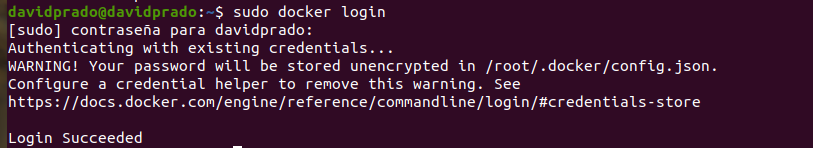 davidprado@davidprado:~$ sudo docker login
[sudo] contraseña para davidprado:
Authenticating with existing credentials...
WARNING! Your password will be stored unencrypted in /root/.docker/config.json.
Configure a credential helper to remove this warning. See
https://docs.docker.com/engine/reference/commandline/login/#credentials-store
Login Succeeded